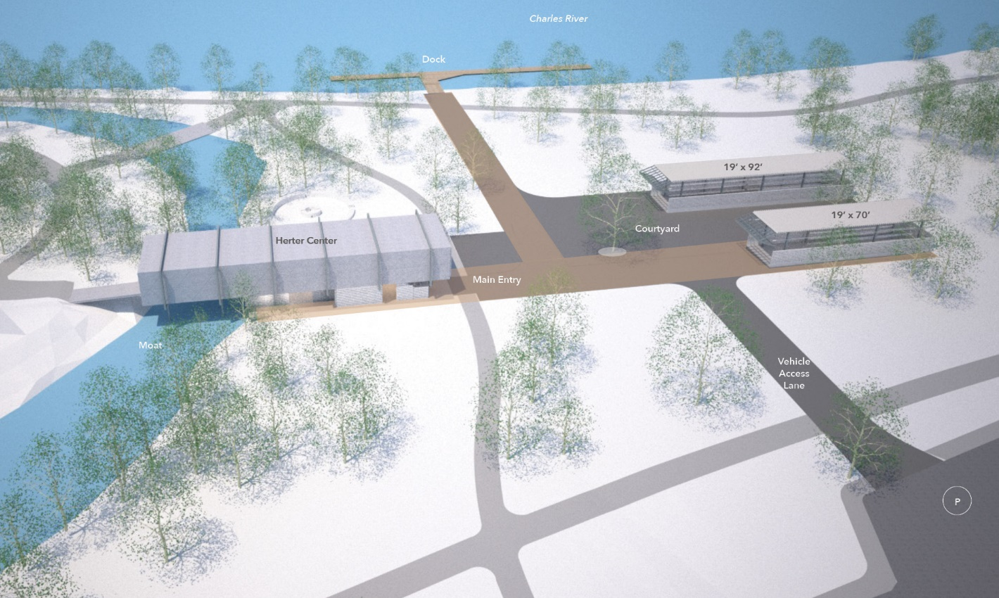 Charles River
Dock
19’ x 92’
19’ x 70’
Courtyard
Herter Center
Main Entry
Moat
Vehicle
Access
Lane
P